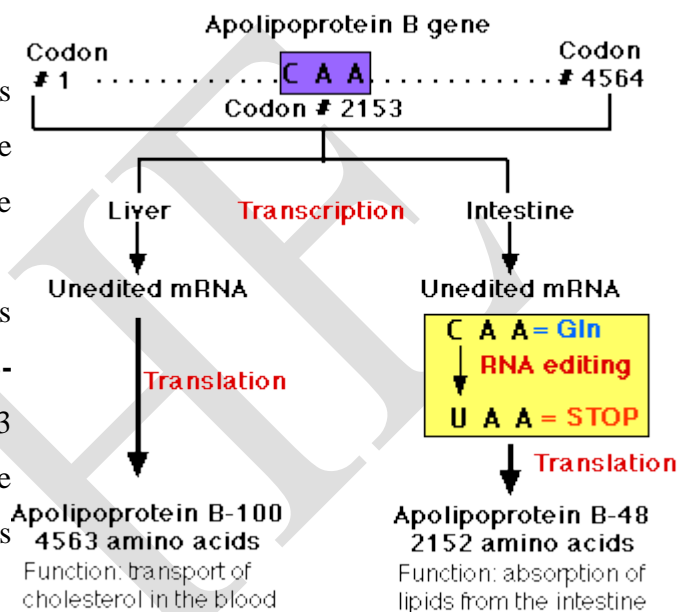 Apolipoprotein B gene
Codon
# 1 . . . . . . . . . . . . . . . C A A . . . . . . . . . . . . . . . # 4564
Codon
Codon # 2153
s
e
e
Liver Transcription Intestine
Unedited mRNA Unedited mRNA
s
-
3
e
s
C A A = Gln
RNA editing
U A A = STOP
Translation
Translation
Apolipoprotein B-100
4563 amino acids
Function: transport of
cholesterol in the blood
Apolipoprotein B-48
2152 amino acids
Function: absorption of
lipids from the intestine